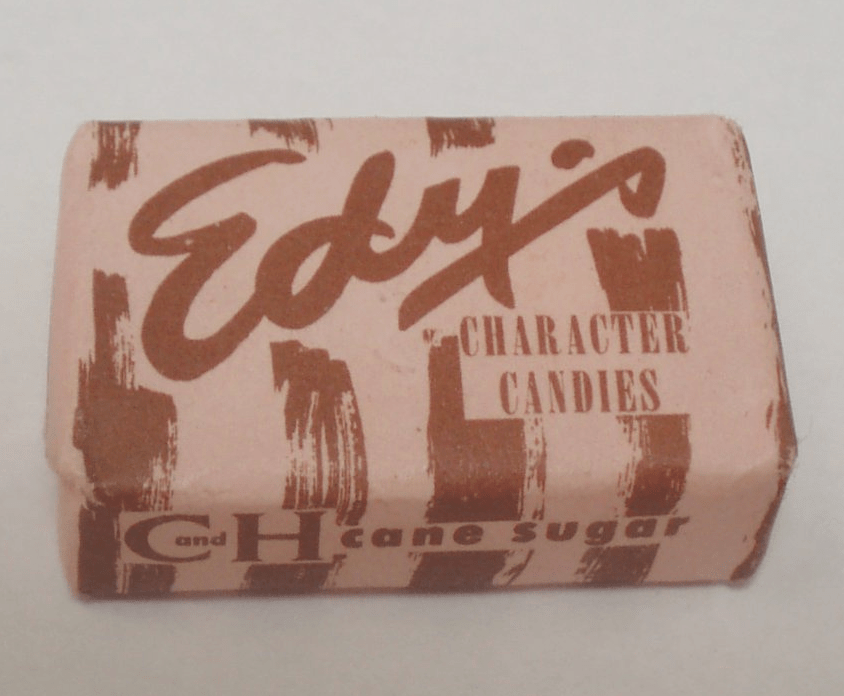 Edy's
CHARACTER
CANDIES
C and H cane sugar